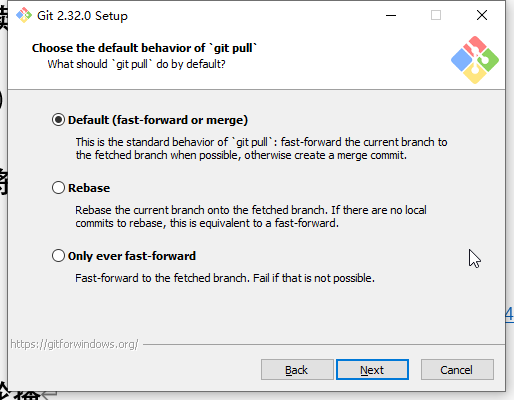 Git 2.32.0 Setup
Choose the default behavior of `git pull`
What should `git pull` do by default?
Default (fast-forward or merge)
This is the standard behavior of `git pull`: fast-forward the current branch to
the fetched branch when possible, otherwise create a merge commit.
Rebase
Rebase the current branch onto the fetched branch. If there are no local
commits to rebase, this is equivalent to a fast-forward.
Only ever fast-forward
Fast-forward to the fetched branch. Fail if that is not possible.
4
https://gitforwindows.org/
Back Next Cancel